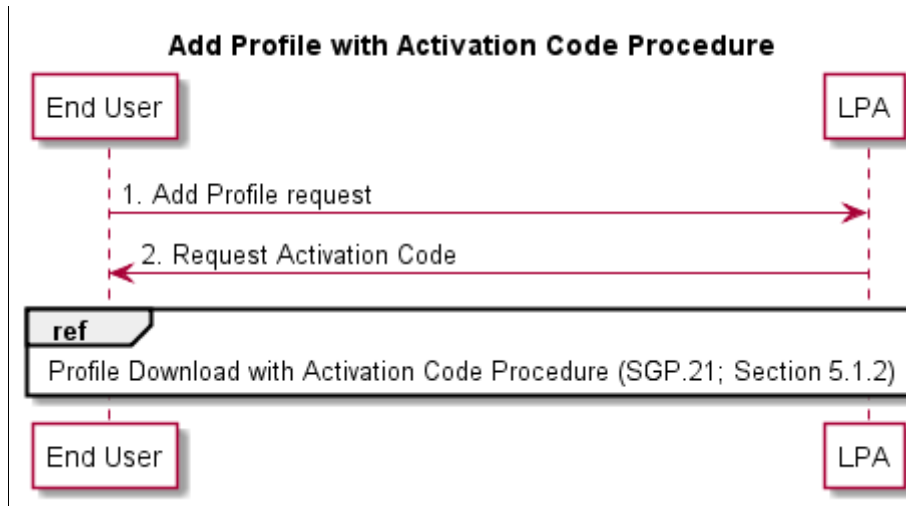 Add Profile with Activation Code Procedure
End User
LPA
1. Add Profile request
2. Request Activation Code
ref
Profile Download with Activation Code Procedure (SGP.21; Section 5.1.2)
End User
LPA